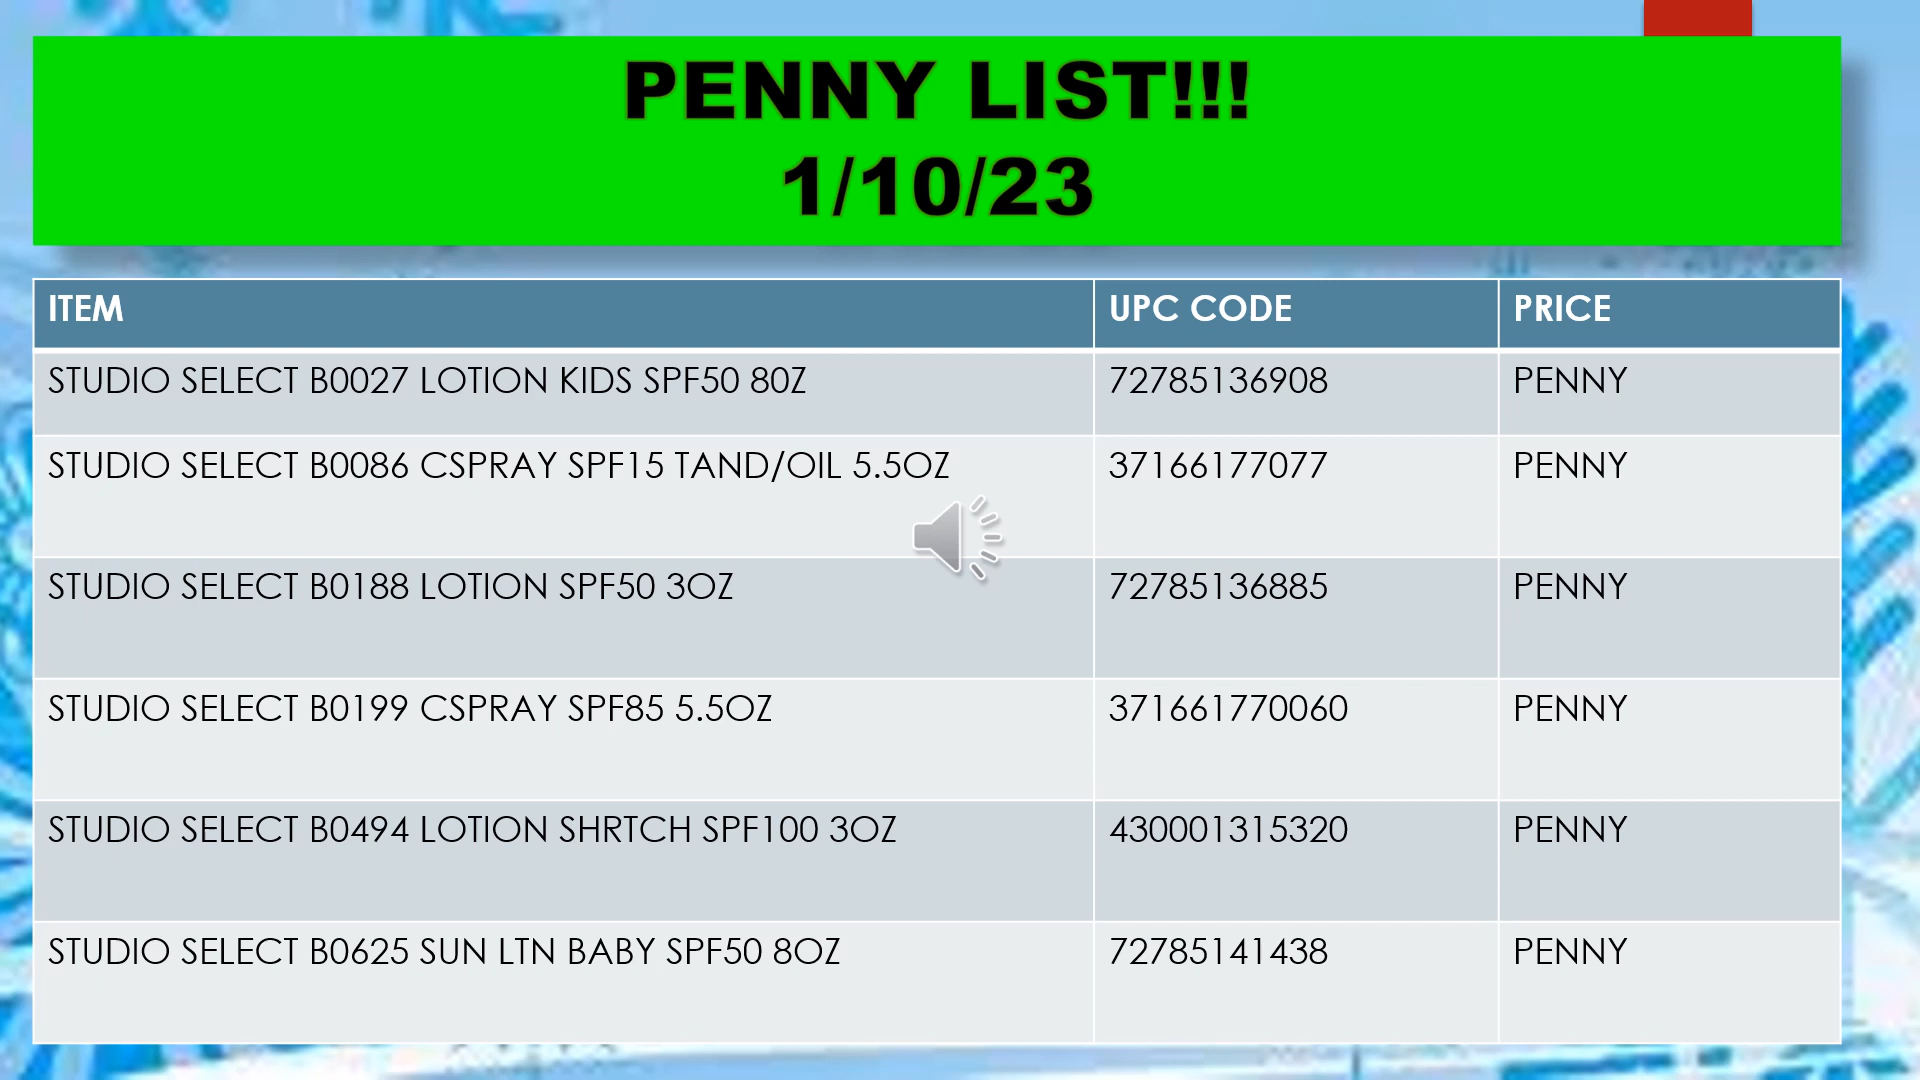 PENNY LIST!!!
1/10/23
ITEM UPC CODE PRICE
STUDIO SELECT B0027 LOTION KIDS SPF50 80Z 72785136908 PENNY
STUDIO SELECT B0086 CSPRAY SPF15 TAND/OIL 5.5OZ 37166177077 PENNY
STUDIO SELECT B0188 LOTION SPF50 3OZ 72785136885 PENNY
STUDIO SELECT B0199 CSPRAY SPF85 5.5OZ 371661770060 PENNY
STUDIO SELECT B0494 LOTION SHRTCH SPF100 3OZ 430001315320 PENNY
STUDIO SELECT B0625 SUN LTN BABY SPF50 8OZ 72785141438 PENNY